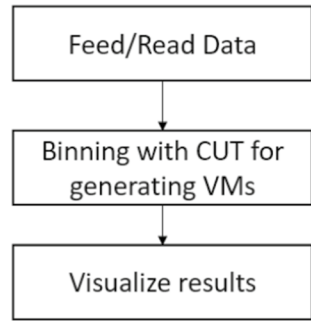 Feed/Read Data
Binning with CUT for
generating VMs
Visualize results